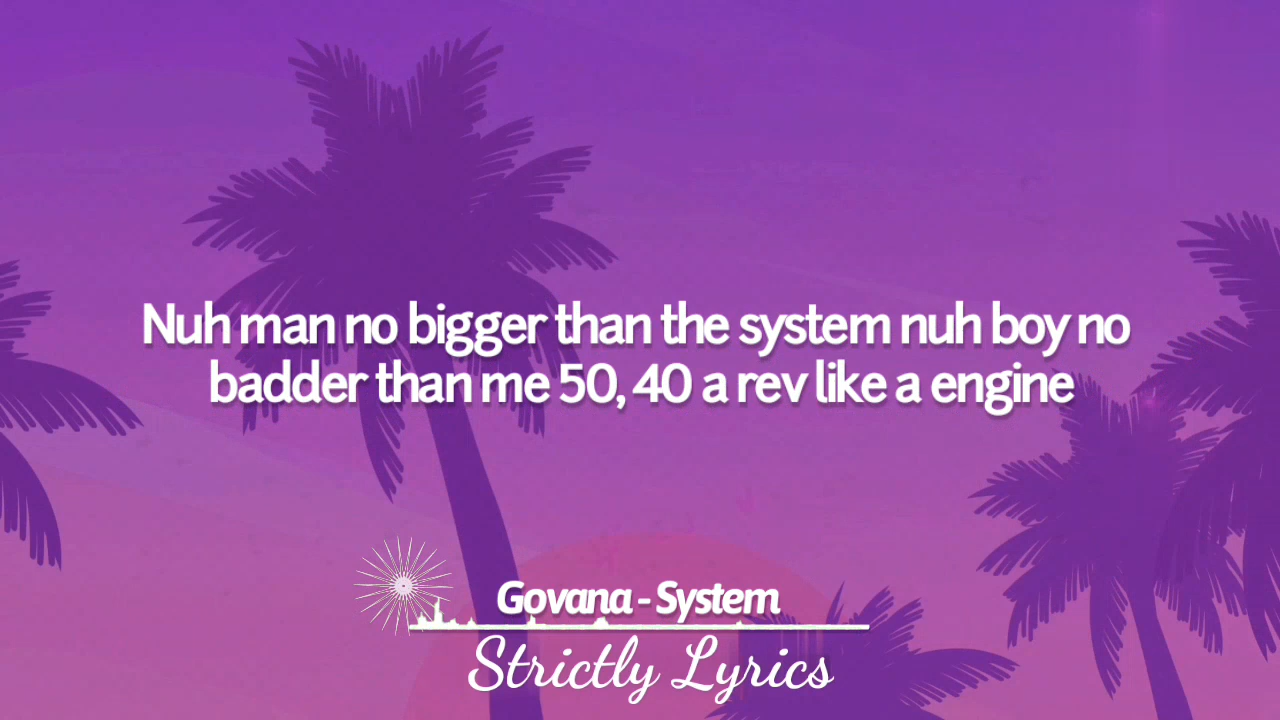 Nuh man no bigger than the system nuh boy no
badder than me 50, 40 a rev like a engine
Govana - System
Strictly Lyrics